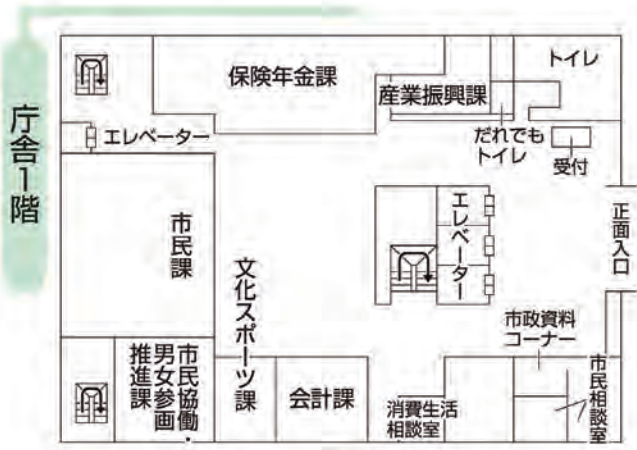 庁舎1階
保険年金課
産業振興課
トイレ
だれでも
トイレ
受付
エレベーター
市民課
エレベーター
正面入口
文化スポーツ課
市民協働・
男女参画
推進課
会計課
消費生活
相談室
市政資料
コーナー
市民相談室